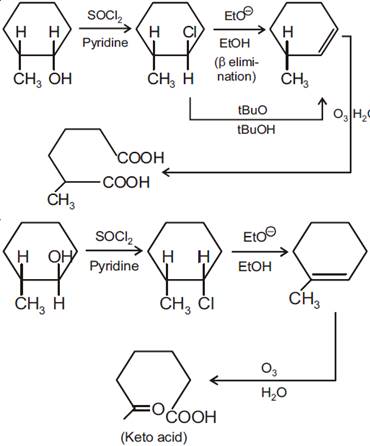 H H
CH₃ OH
SOCl₂
Pyridine
H Cl
CH₃ H
EtO⊖
EtOH
(β elimi-
nation)
H
CH₃
tBuO
tBuOH
O₃ H₂O
COOH
COOH
CH₃
H OH
CH₃ H
SOCl₂
Pyridine
H H
CH₃ Cl
EtO⊖
EtOH
CH₃
O₃
H₂O
O
COOH
(Keto acid)